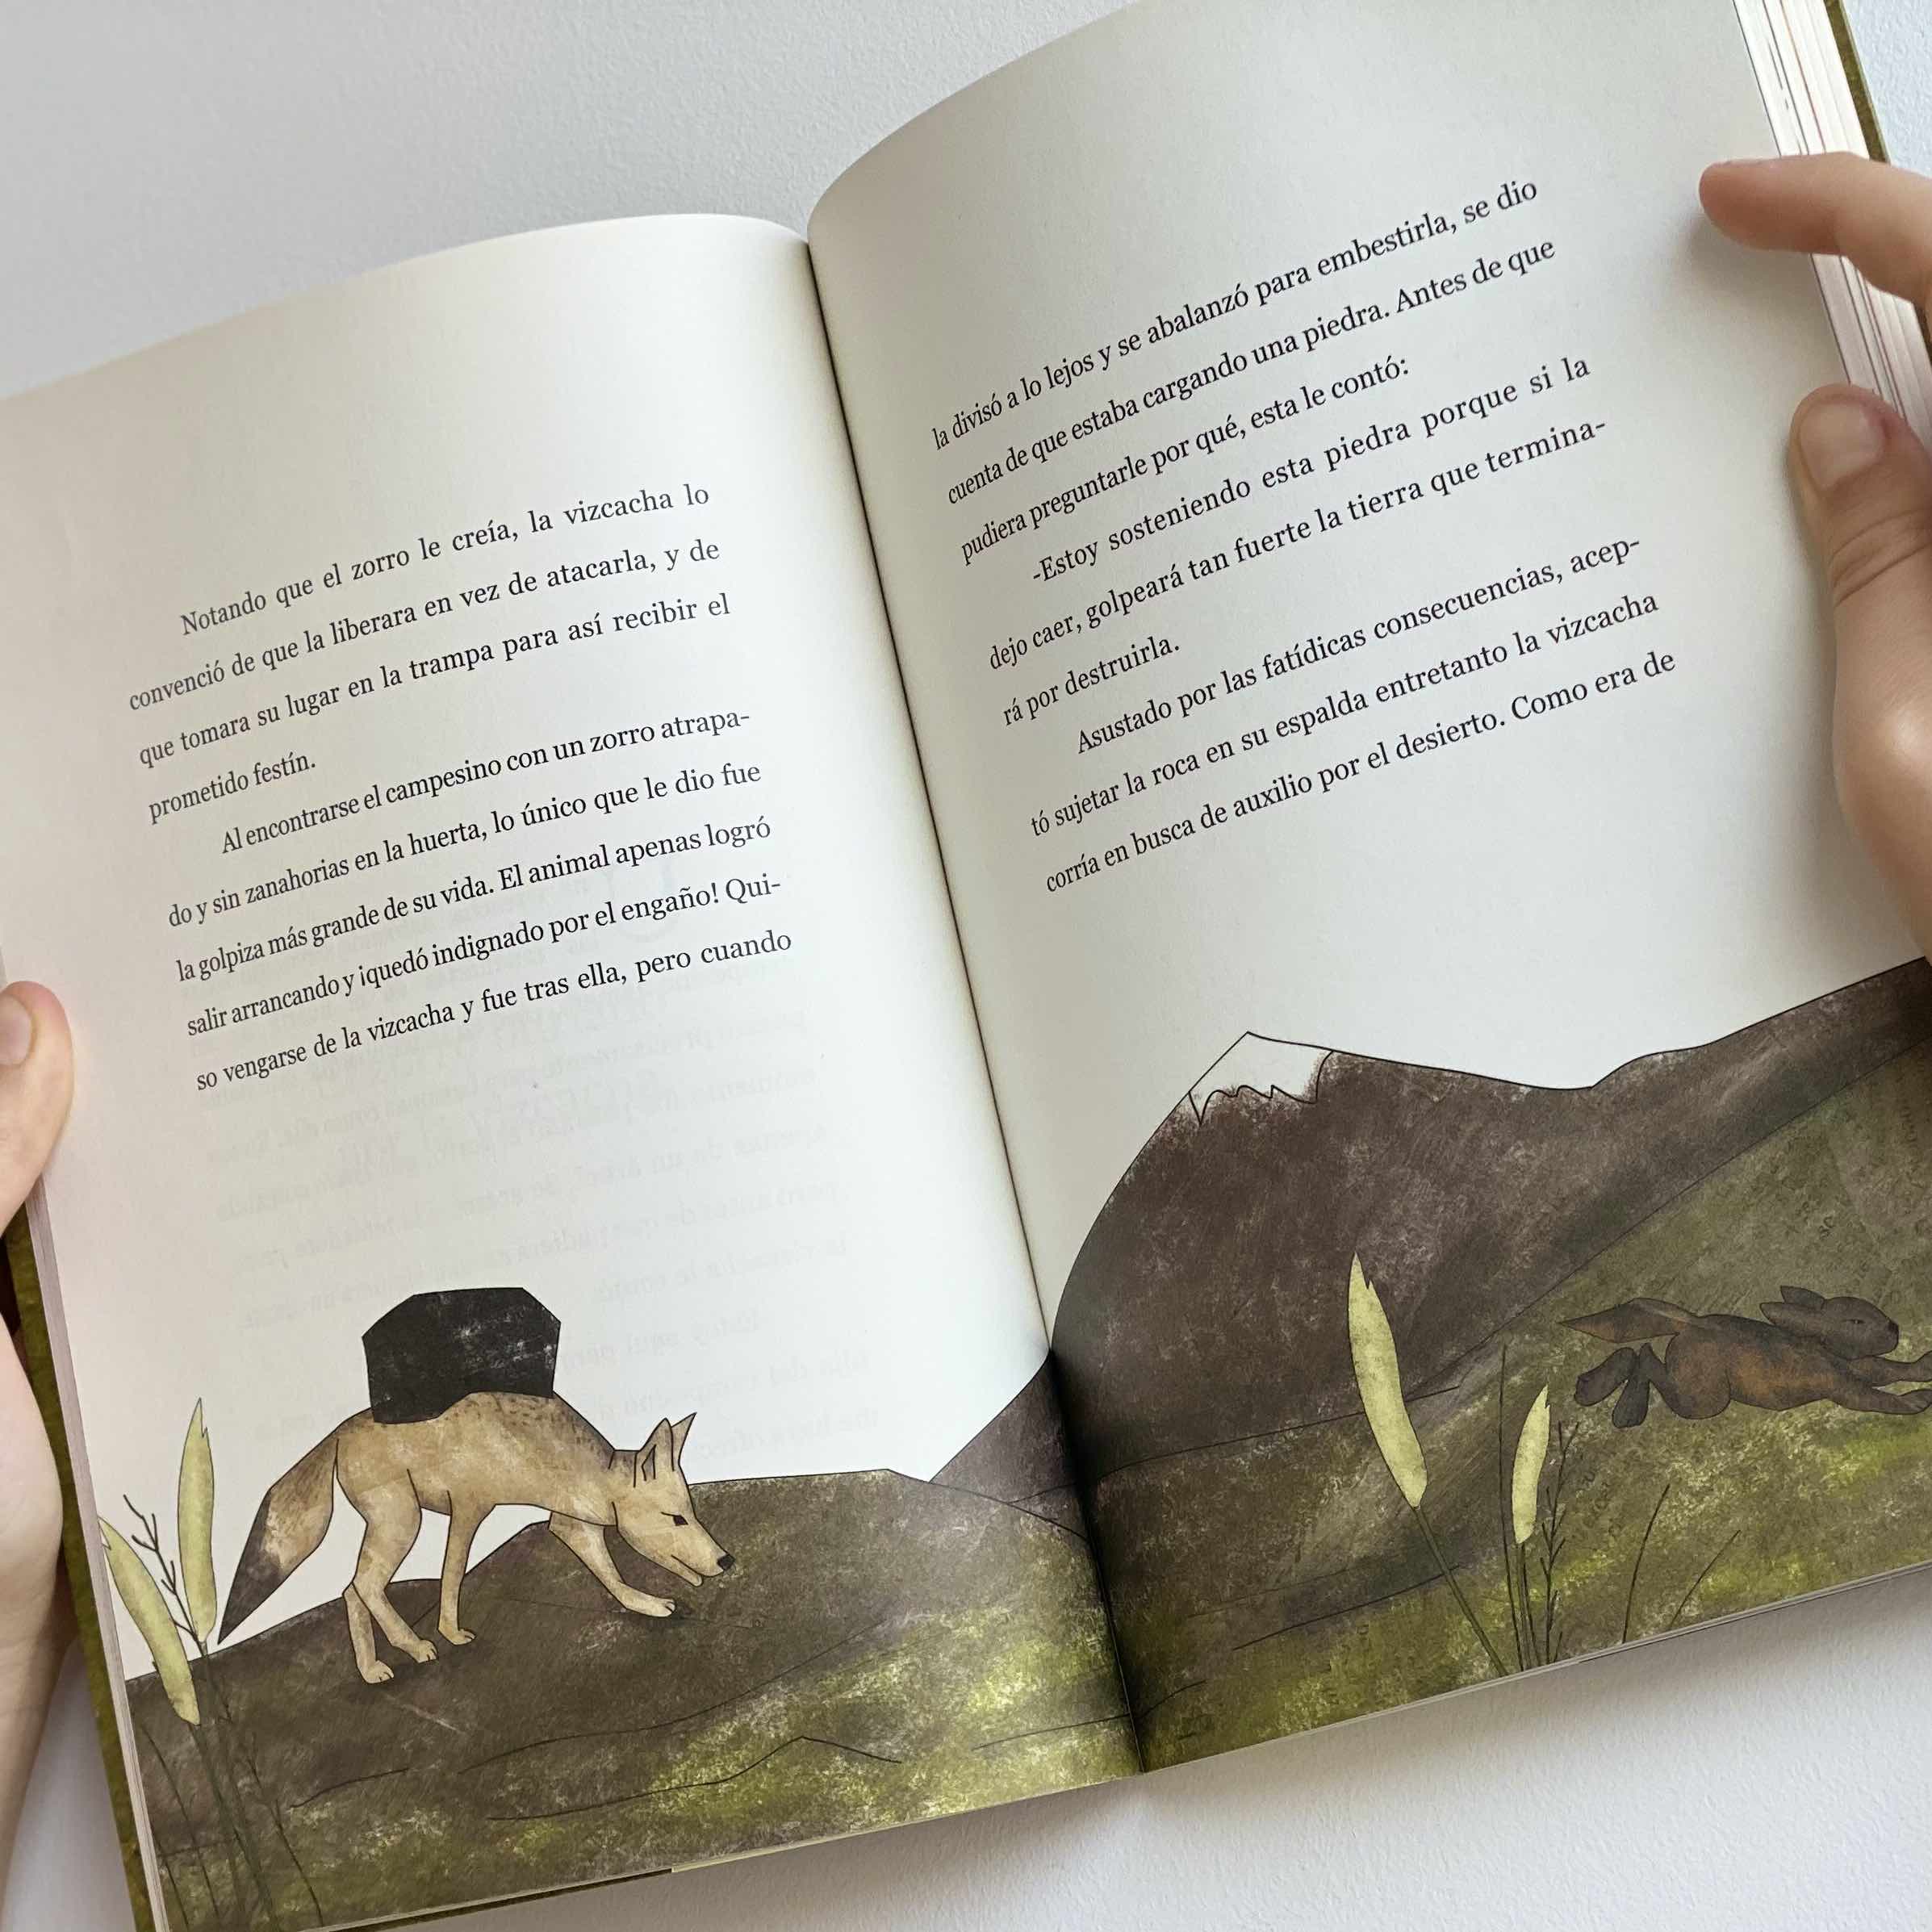 Notando que el zorro le creía, la vizcacha lo
convenció de que la liberara en vez de atacarla, y de
que tomara su lugar en la trampa para así recibir el
prometido festín.
Al encontrarse el campesino con un zorro atrapa-
do y sin zanahorias en la huerta, lo único que le dio fue
la golpiza más grande de su vida. El animal apenas logró
salir arrancando y ¡quedó indignado por el engaño! Qui-
so vengarse de la vizcacha y fue tras ella, pero cuando
la divisó a lo lejos y se abalanzó para embestirla, se dio
cuenta de que estaba cargando una piedra. Antes de que
pudiera preguntarle por qué, esta le contó:
-Estoy sosteniendo esta piedra porque si la
dejo caer, golpeará tan fuerte la tierra que termina-
rá por destruirla.
Asustado por las fatídicas consecuencias, acep-
tó sujetar la roca en su espalda entretanto la vizcacha
corría en busca de auxilio por el desierto. Como era de